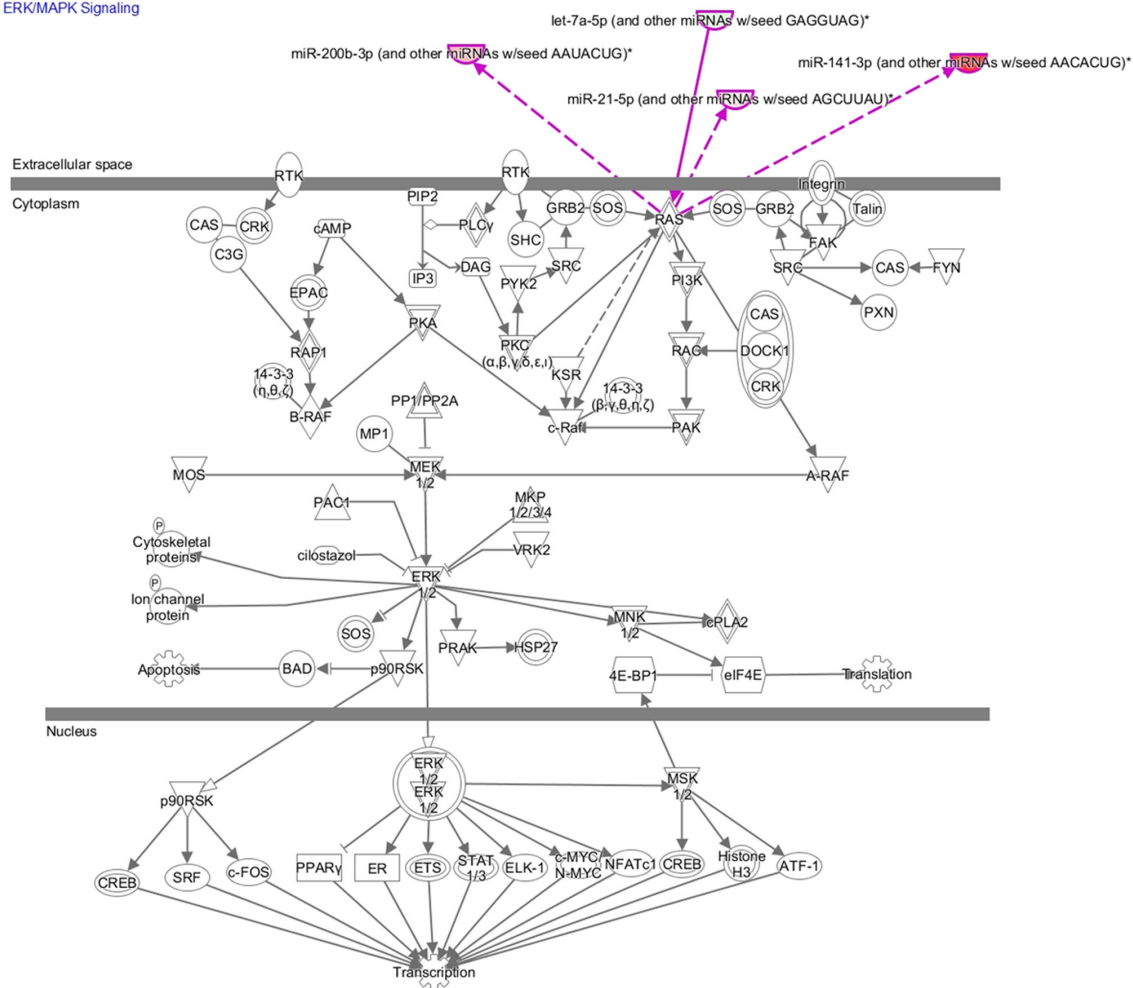 ERK/MAPK Signaling
let-7a-5p (and other miRNAs w/seed GAGGUAG)*
miR-200b-3p (and other miRNAs w/seed AAUACUG)*
miR-141-3p (and other miRNAs w/seed AACACUG)*
miR-21-5p (and other miRNAs w/seed AGCUUAU)*
Extracellular space
RTK
RTK
Integrin
Cytoplasm
PIP2
GRB2
SOS
RAS
SOS
GRB2
Talin
CAS
CRK
cAMP
PLCγ
SHC
FAK
C3G
IP3
DAG
PYK2
SRC
PI3K
SRC
CAS
FYN
EPAC
PKA
PXN
CAS
RAP1
PKC
(α,β,γ,δ,ε,ι)
RAC
DOCK1
14-3-3
(η,θ,ζ)
KSR
14-3-3
(β,γ,θ,η,ζ)
CRK
B-RAF
PP1/PP2A
c-Raf
PAK
MP1
MOS
MEK
1/2
A-RAF
PAC1
MKP
1/2/3/4
P
Cytoskeletal
proteins
cilostazol
VRK2
ERK
1/2
P
Ion channel
protein
SOS
PRAK
HSP27
MNK
1/2
cPLA2
Apoptosis
BAD
p90RSK
4E-BP1
eIF4E
Translation
Nucleus
ERK
1/2
ERK
1/2
MSK
1/2
p90RSK
CREB
SRF
c-FOS
PPARγ
ER
ETS
STAT
1/3
ELK-1
c-MYC/
N-MYC
NFATc1
CREB
Histone
H3
ATF-1
Transcription